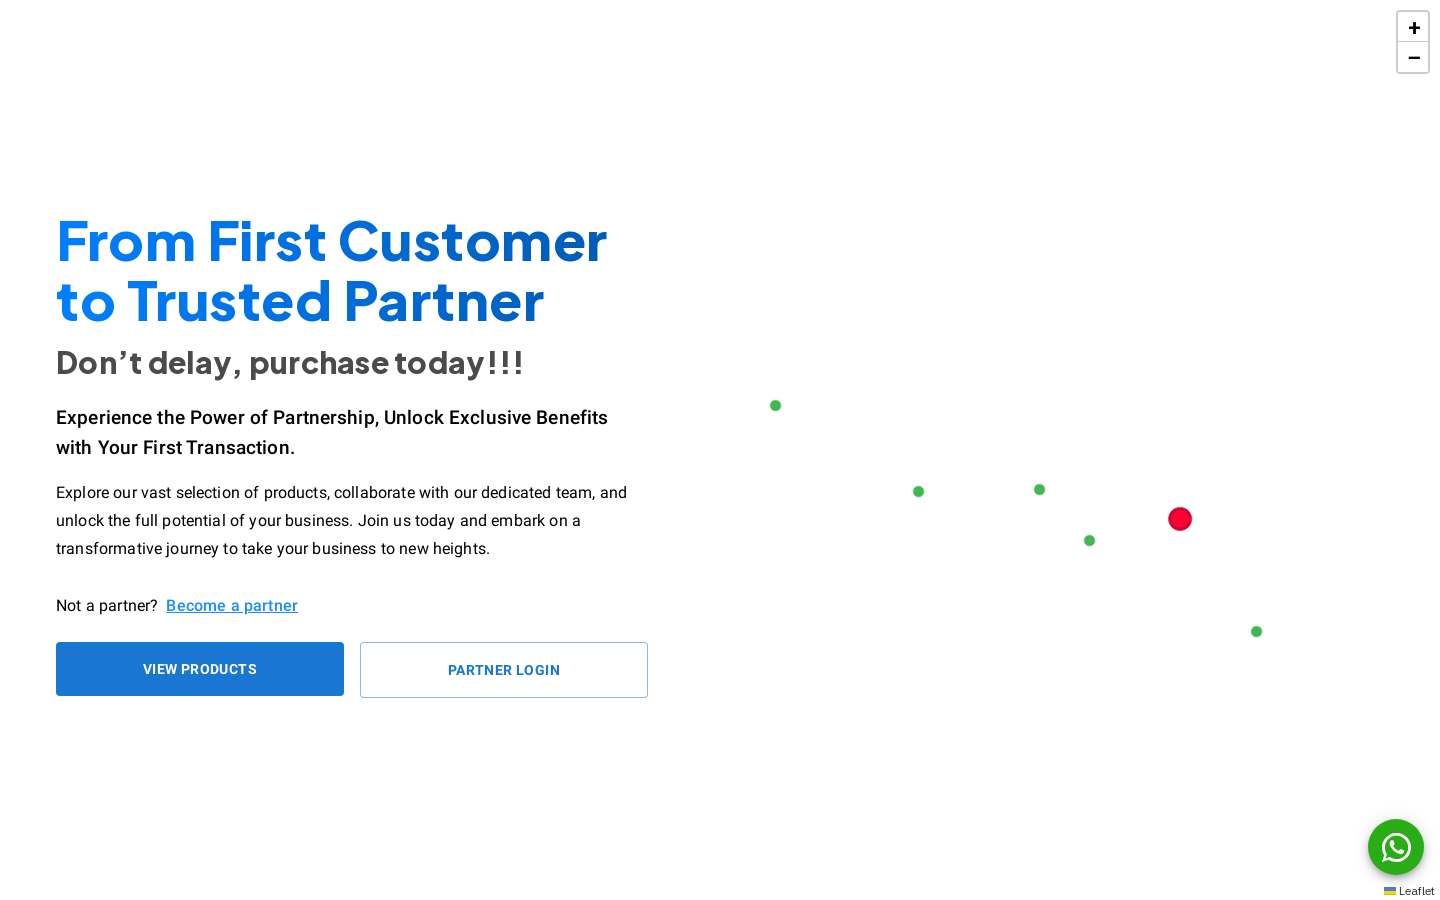 +
−
From First Customer
to Trusted Partner
Don’t delay, purchase today!!!
Experience the Power of Partnership, Unlock Exclusive Benefits
with Your First Transaction.
Explore our vast selection of products, collaborate with our dedicated team, and
unlock the full potential of your business. Join us today and embark on a
transformative journey to take your business to new heights.
Not a partner? Become a partner
VIEW PRODUCTS
PARTNER LOGIN
Leaflet